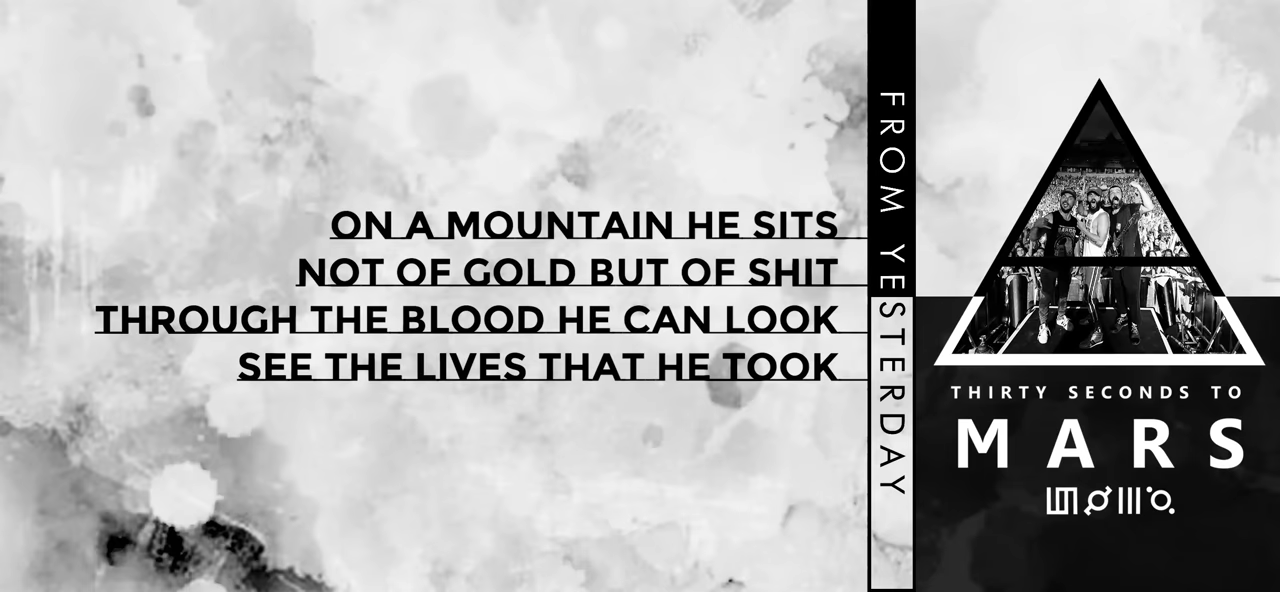 ON A MOUNTAIN HE SITS
NOT OF GOLD BUT OF SHIT
THROUGH THE BLOOD HE CAN LOOK
SEE THE LIVES THAT HE TOOK
FROM YESTERDAY
THIRTY SECONDS TO
MARS